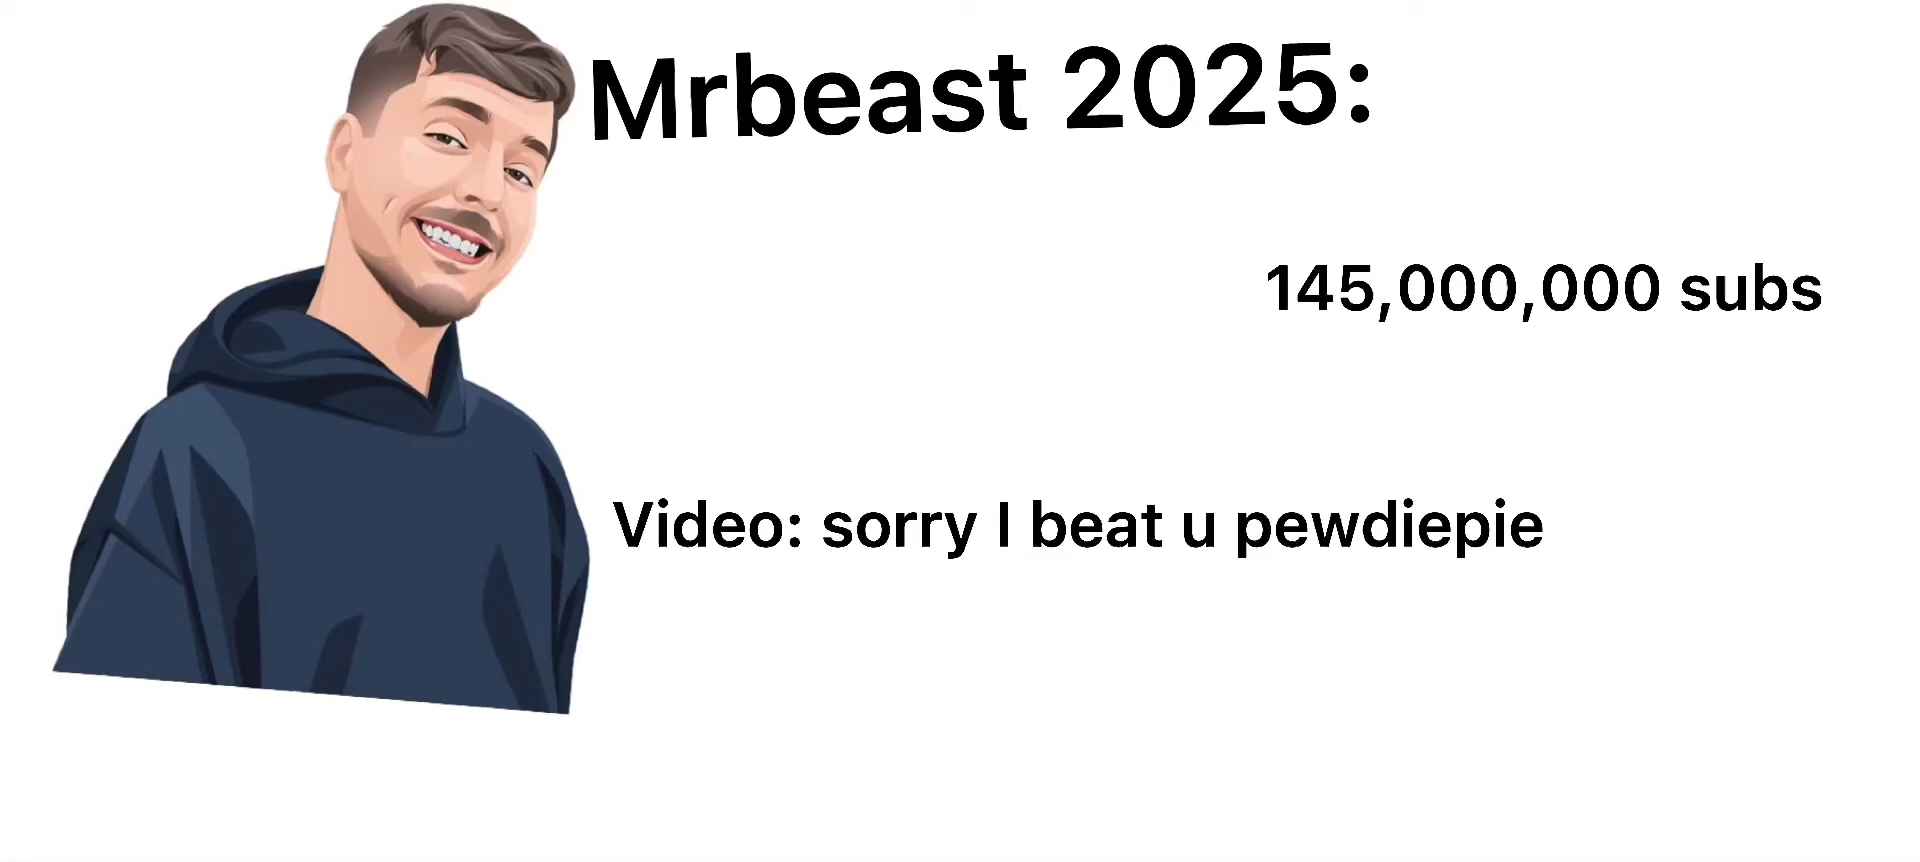 Mrbeast 2025:
145,000,000 subs
Video: sorry I beat u pewdiepie